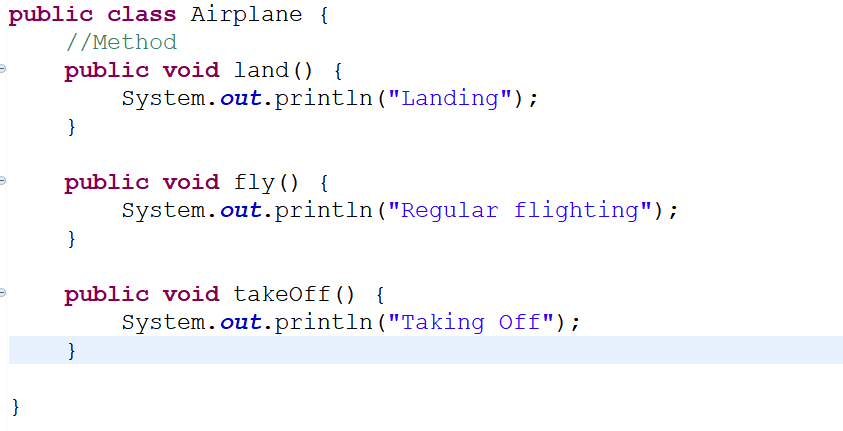 public class Airplane {
//Method
public void land() {
System.out.println("Landing");
}
public void fly() {
System.out.println("Regular flighting");
}
public void takeOff() {
System.out.println("Taking Off");
}
}